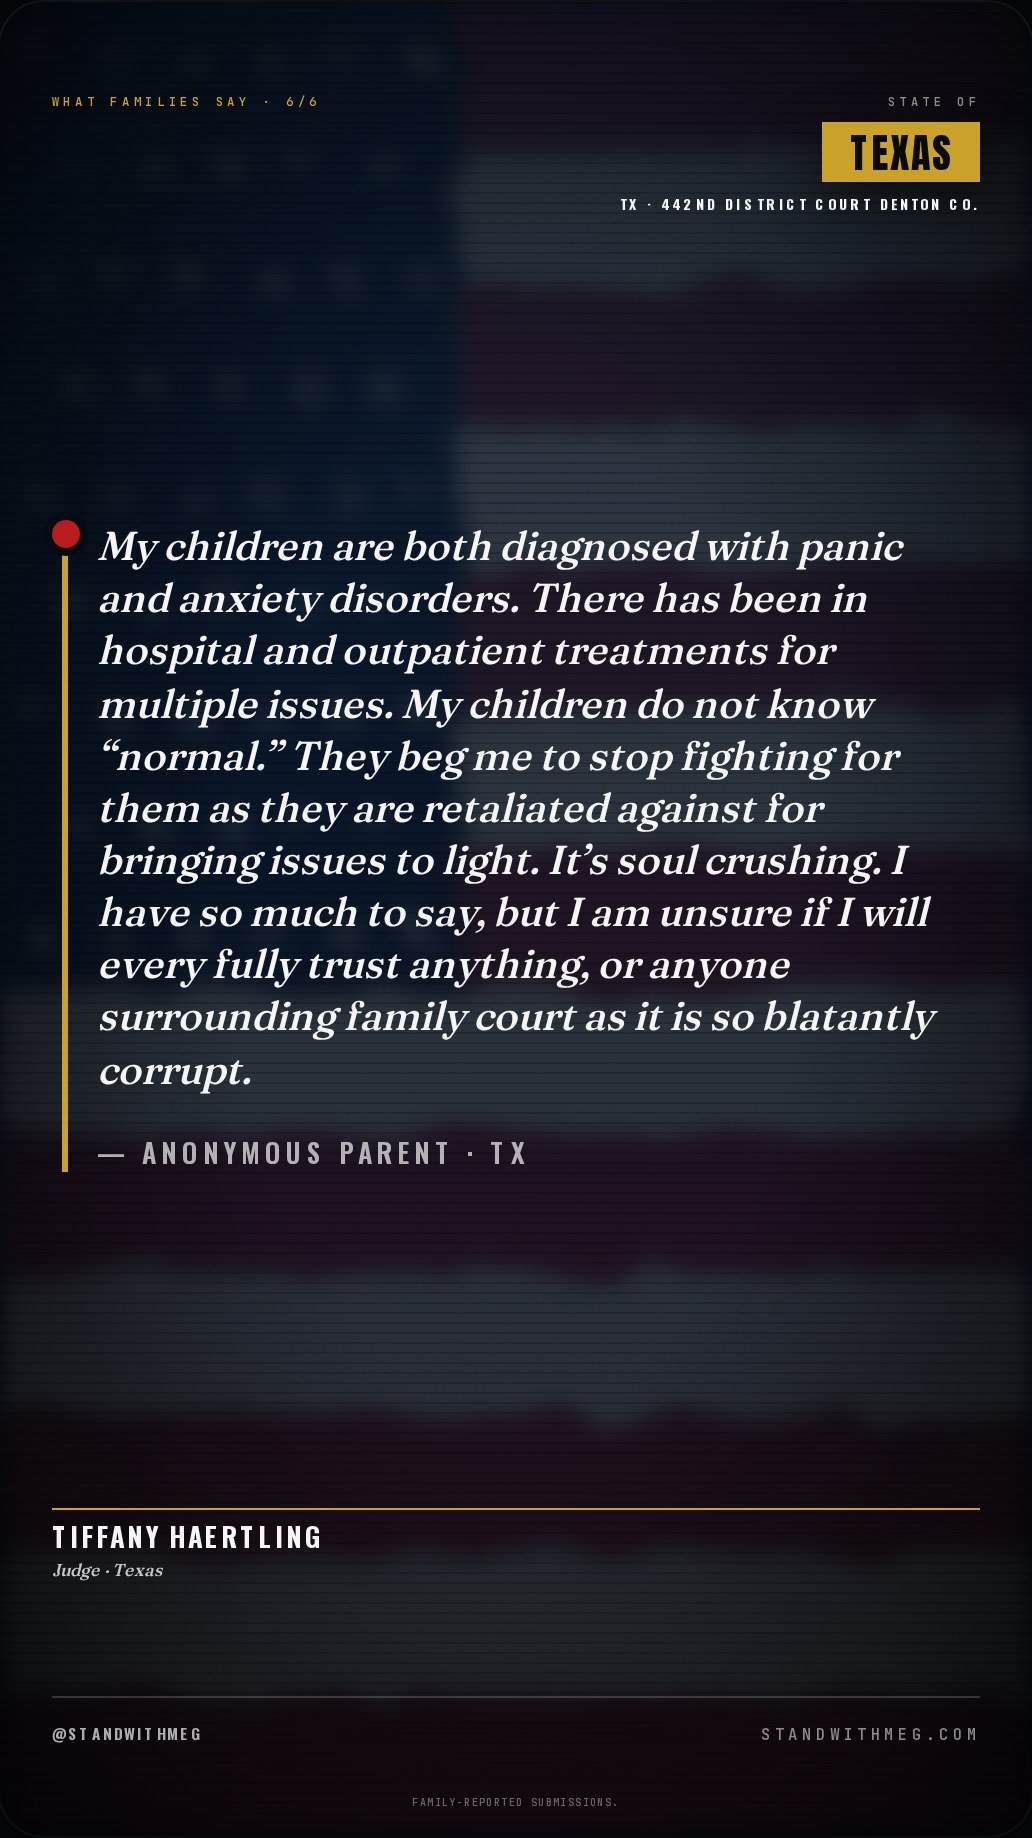 WHAT FAMILIES SAY · 6/6
STATE OF
TEXAS
TX · 442ND DISTRICT COURT DENTON CO.
My children are both diagnosed with panic
and anxiety disorders. There has been in
hospital and outpatient treatments for
multiple issues. My children do not know
“normal.” They beg me to stop fighting for
them as they are retaliated against for
bringing issues to light. It’s soul crushing. I
have so much to say, but I am unsure if I will
every fully trust anything, or anyone
surrounding family court as it is so blatantly
corrupt.
— ANONYMOUS PARENT · TX
TIFFANY HAERTLING
Judge · Texas
@STANDWITHMEG
STANDWITHMEG.COM
FAMILY-REPORTED SUBMISSIONS.